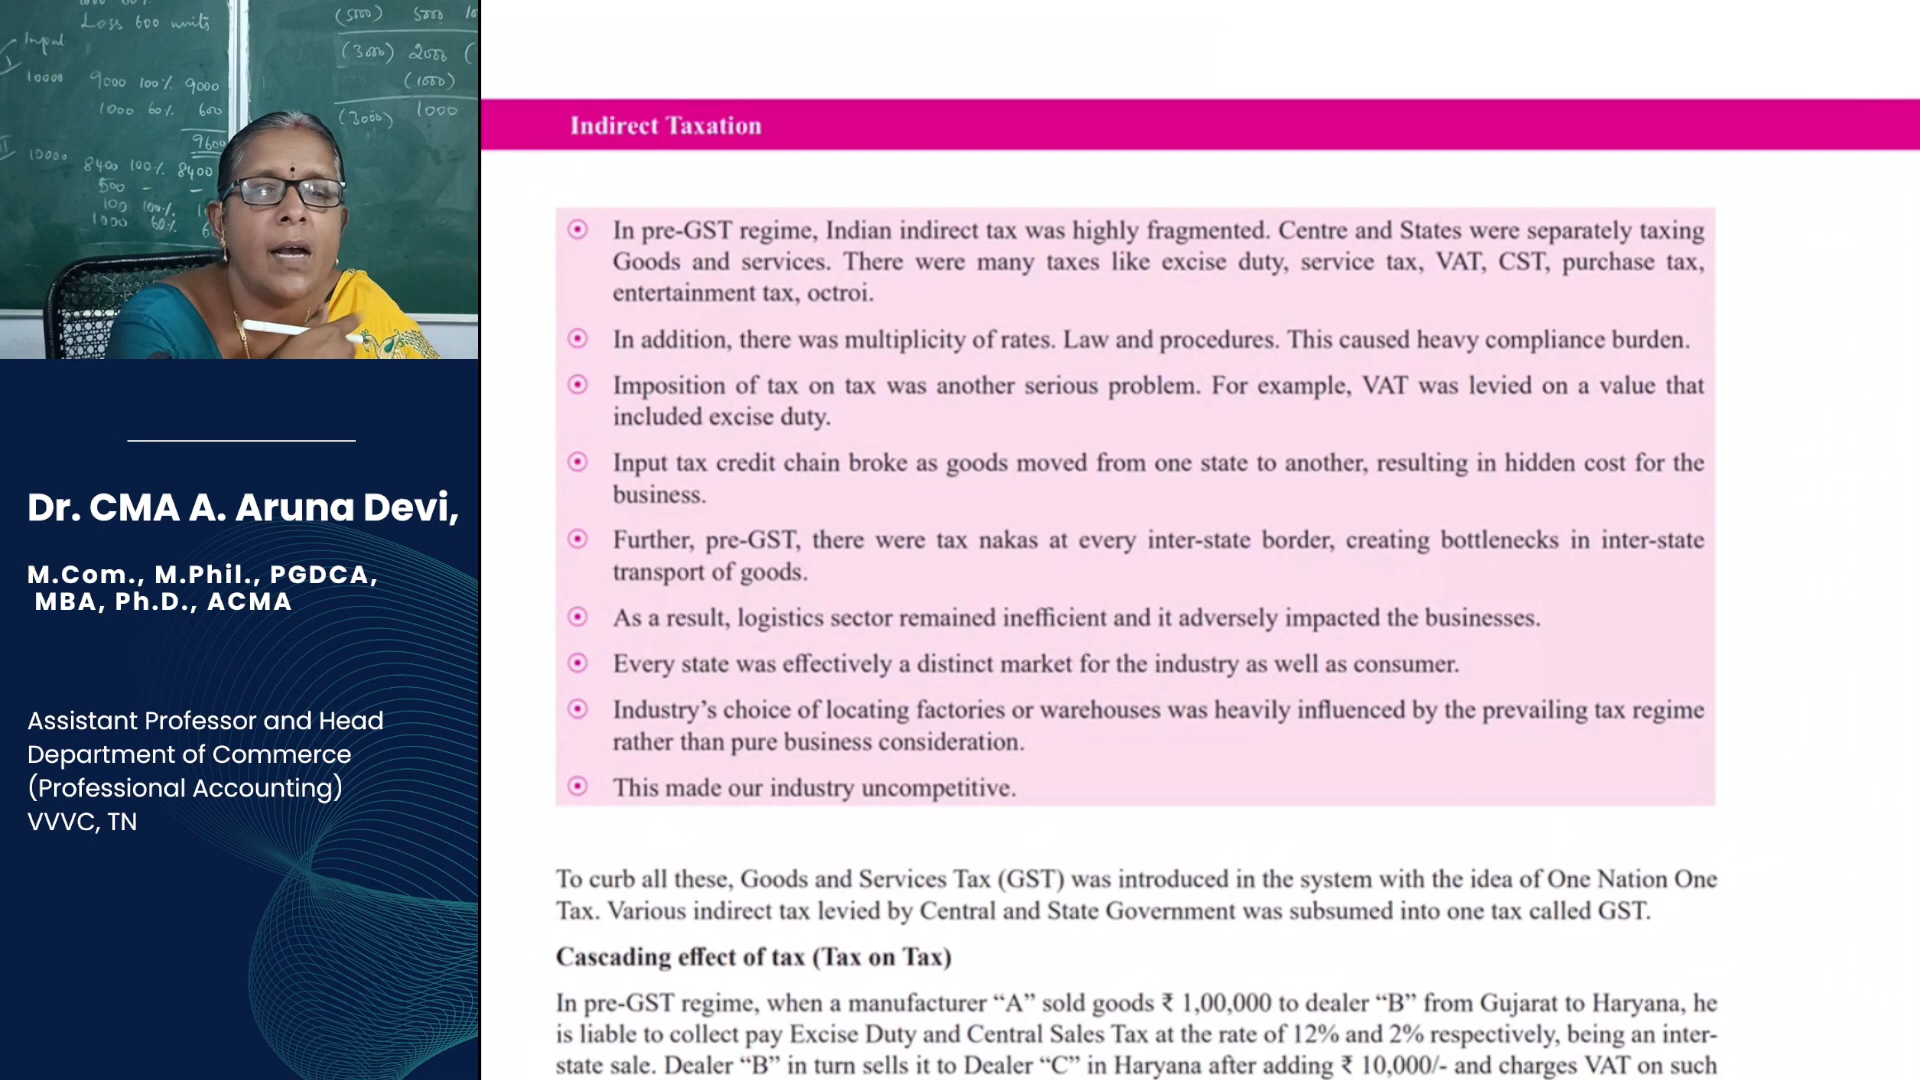 Loss 600 units
Input
10000 9000 100% 9000
1000 60% 600
9600
10000 8400 100% 8400
500 - -
100 100%
1000 60%
(5000) 5000
(3000) 2000
(1000)
(3000) 1000
Dr. CMA A. Aruna Devi,
M.Com., M.Phil., PGDCA,
MBA, Ph.D., ACMA
Assistant Professor and Head
Department of Commerce
(Professional Accounting)
VVVC, TN
Indirect Taxation
In pre-GST regime, Indian indirect tax was highly fragmented. Centre and States were separately taxing
Goods and services. There were many taxes like excise duty, service tax, VAT, CST, purchase tax,
entertainment tax, octroi.
In addition, there was multiplicity of rates. Law and procedures. This caused heavy compliance burden.
Imposition of tax on tax was another serious problem. For example, VAT was levied on a value that
included excise duty.
Input tax credit chain broke as goods moved from one state to another, resulting in hidden cost for the
business.
Further, pre-GST, there were tax nakas at every inter-state border, creating bottlenecks in inter-state
transport of goods.
As a result, logistics sector remained inefficient and it adversely impacted the businesses.
Every state was effectively a distinct market for the industry as well as consumer.
Industry's choice of locating factories or warehouses was heavily influenced by the prevailing tax regime
rather than pure business consideration.
This made our industry uncompetitive.
To curb all these, Goods and Services Tax (GST) was introduced in the system with the idea of One Nation One
Tax. Various indirect tax levied by Central and State Government was subsumed into one tax called GST.
Cascading effect of tax (Tax on Tax)
In pre-GST regime, when a manufacturer “A” sold goods ₹ 1,00,000 to dealer “B” from Gujarat to Haryana, he
is liable to collect pay Excise Duty and Central Sales Tax at the rate of 12% and 2% respectively, being an inter-
state sale. Dealer “B” in turn sells it to Dealer “C” in Haryana after adding ₹ 10,000/- and charges VAT on such